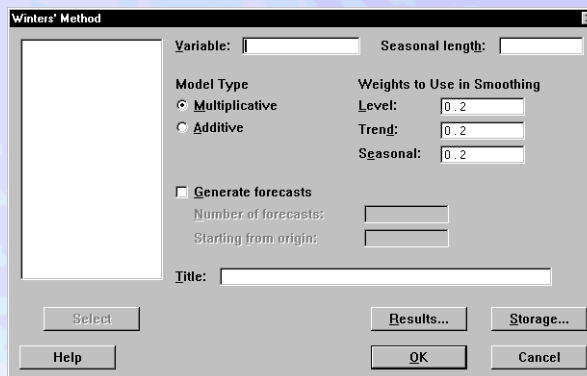 Winters' Method
Variable: Seasonal length:
Model Type Weights to Use in Smoothing
Multiplicative Level: 0.2
Additive Trend: 0.2
Seasonal: 0.2
Generate forecasts
Number of forecasts:
Starting from origin:
Title:
Select Results... Storage...
Help OK Cancel